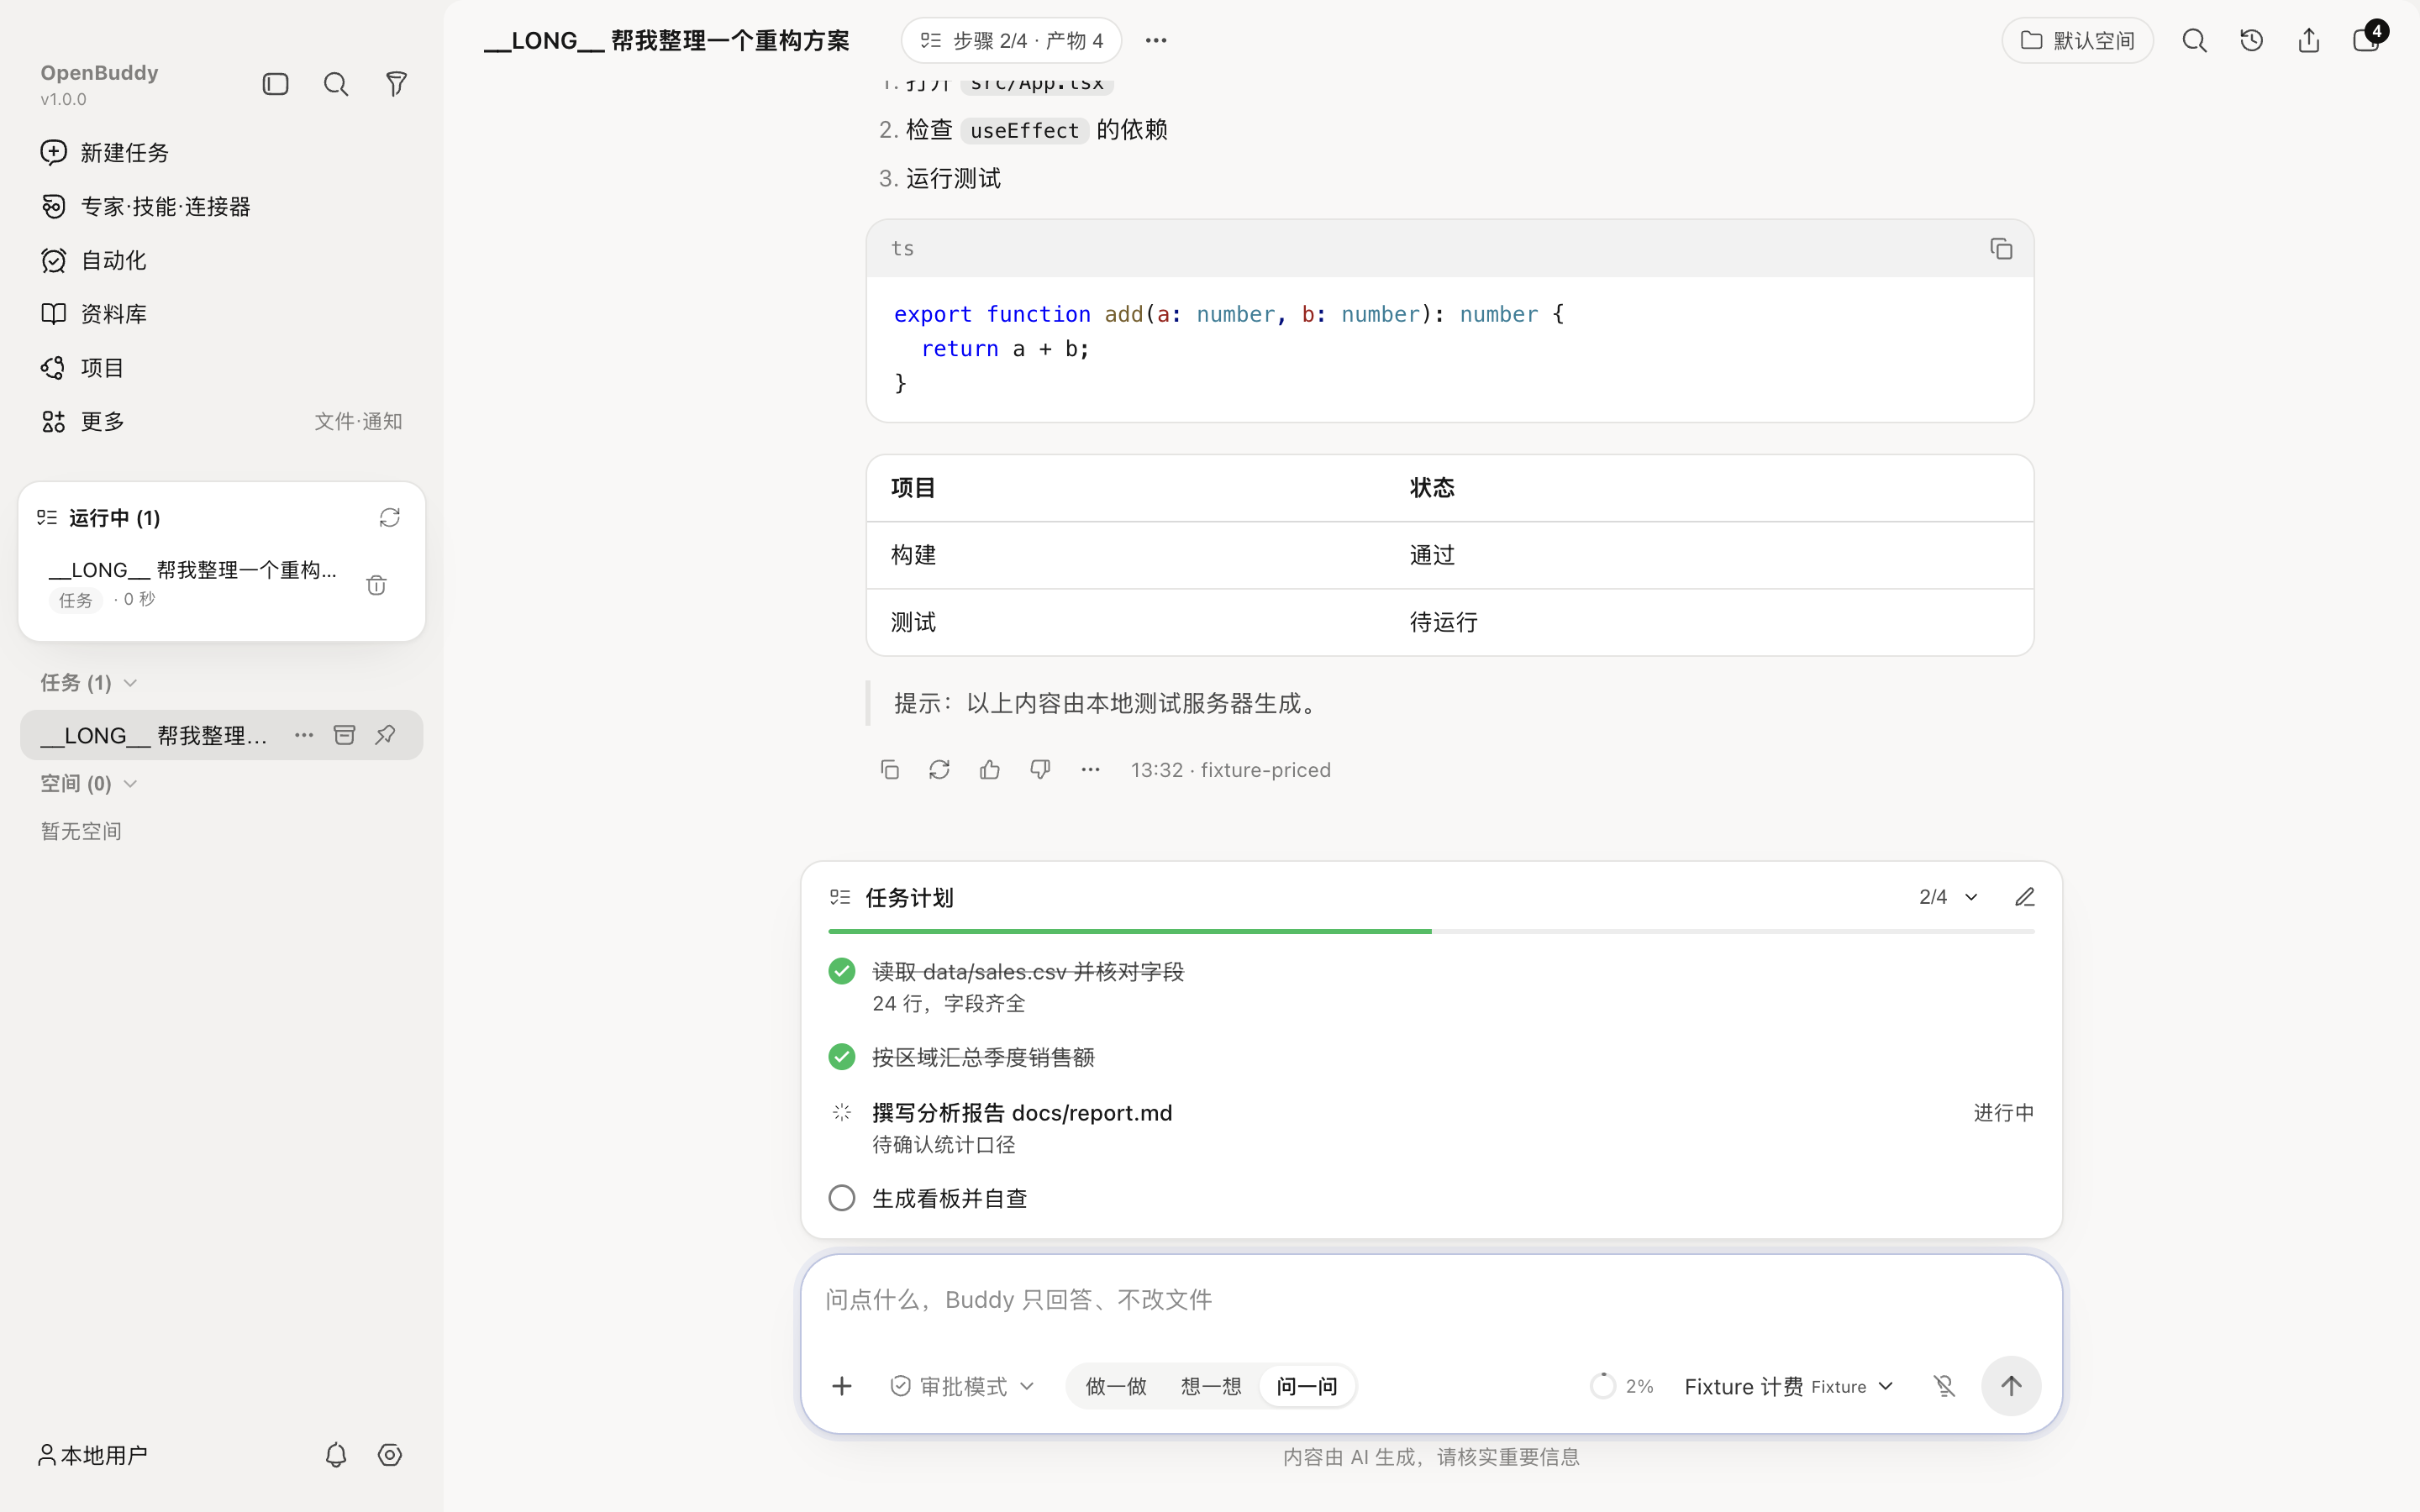 OpenBuddy
v1.0.0
新建任务
专家·技能·连接器
自动化
资料库
项目
更多
文件·通知
运行中 (1)
__LONG__ 帮我整理一个重构...
任务 · 0 秒
任务 (1)
__LONG__ 帮我整理...
空间 (0)
暂无空间
本地用户
__LONG__ 帮我整理一个重构方案
步骤 2/4 · 产物 4
默认空间
4
1. 打开 src/App.tsx
2. 检查 useEffect 的依赖
3. 运行测试
ts
export function add(a: number, b: number): number {
  return a + b;
}
项目 状态
构建 通过
测试 待运行
提示：以上内容由本地测试服务器生成。
13:32 · fixture-priced
任务计划
2/4
读取 data/sales.csv 并核对字段
24 行，字段齐全
按区域汇总季度销售额
撰写分析报告 docs/report.md
进行中
待确认统计口径
生成看板并自查
问点什么，Buddy 只回答、不改文件
审批模式
做一做 想一想 问一问
2%
Fixture 计费 Fixture
内容由 AI 生成，请核实重要信息